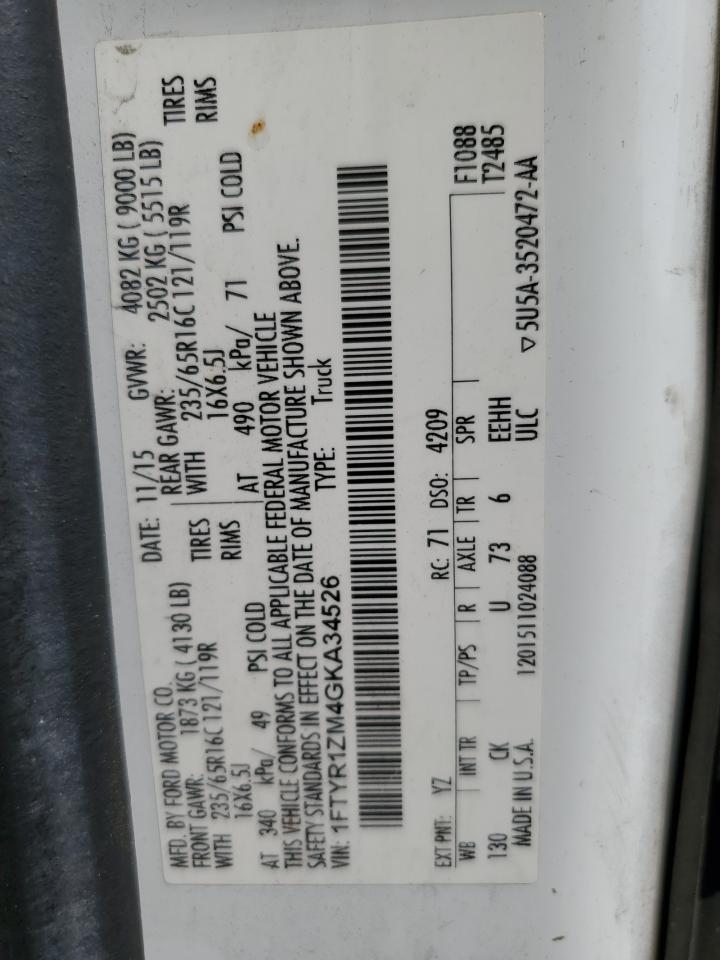 MFD. BY FORD MOTOR CO. DATE: 11/15 GVWR: 4082 KG ( 9000 LB)
FRONT GAWR: 1873 KG ( 4130 LB) REAR GAWR: 2502 KG ( 5515 LB)
WITH 235/65R16C 121/119R TIRES WITH 235/65R16C 121/119R TIRES
16X6.5J RIMS 16X6.5J RIMS
AT 340 kPa/ 49 PSI COLD AT 490 kPa/ 71 PSI COLD
THIS VEHICLE CONFORMS TO ALL APPLICABLE FEDERAL MOTOR VEHICLE
SAFETY STANDARDS IN EFFECT ON THE DATE OF MANUFACTURE SHOWN ABOVE.
VIN: 1FTYR1ZM4GKA34526 TYPE: Truck
EXT PNT: YZ RC: 71 DSO: 4209 F1088
WB INT TR TP/PS R AXLE TR SPR T2485
130 CK U 73 6 EEHH
MADE IN U.S.A. 1201511024088 ULC ▽5U5A-3520472-AA